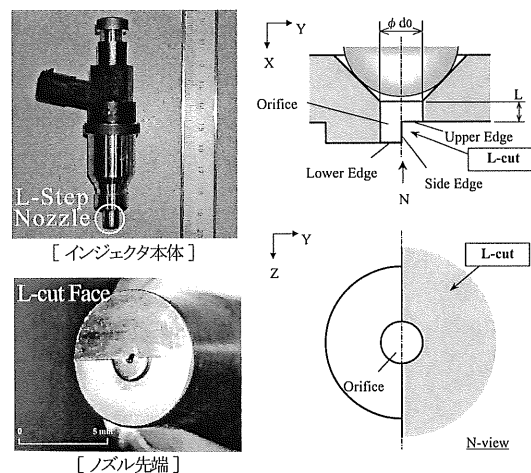 L-Step
Nozzle
[ インジェクタ本体 ]
L-cut Face
0
5 mm
[ ノズル先端 ]
φ do
Y
X
Orifice
L
Upper Edge
L-cut
Lower Edge
Side Edge
N
Y
Z
L-cut
Orifice
N-view